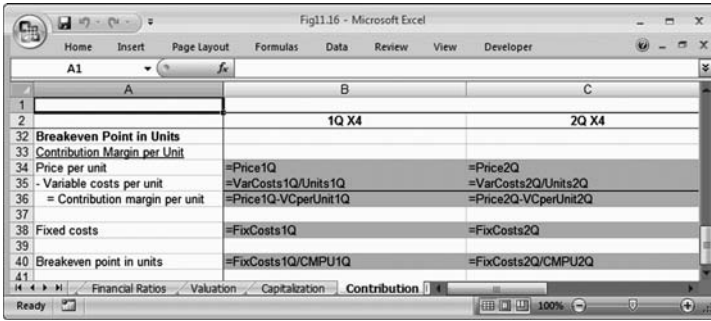 Fig11.16 - Microsoft Excel
Home Insert Page Layout Formulas Data Review View Developer
A1 fx
A B C
1
2 1Q X4 2Q X4
32 Breakeven Point in Units
33 Contribution Margin per Unit
34 Price per unit =Price1Q =Price2Q
35 - Variable costs per unit =VarCosts1Q/Units1Q =VarCosts2Q/Units2Q
36 = Contribution margin per unit =Price1Q-VCperUnit1Q =Price2Q-VCperUnit2Q
37
38 Fixed costs =FixCosts1Q =FixCosts2Q
39
40 Breakeven point in units =FixCosts1Q/CMPU1Q =FixCosts2Q/CMPU2Q
41
Financial Ratios Valuation Capitalization Contribution
Ready 100%